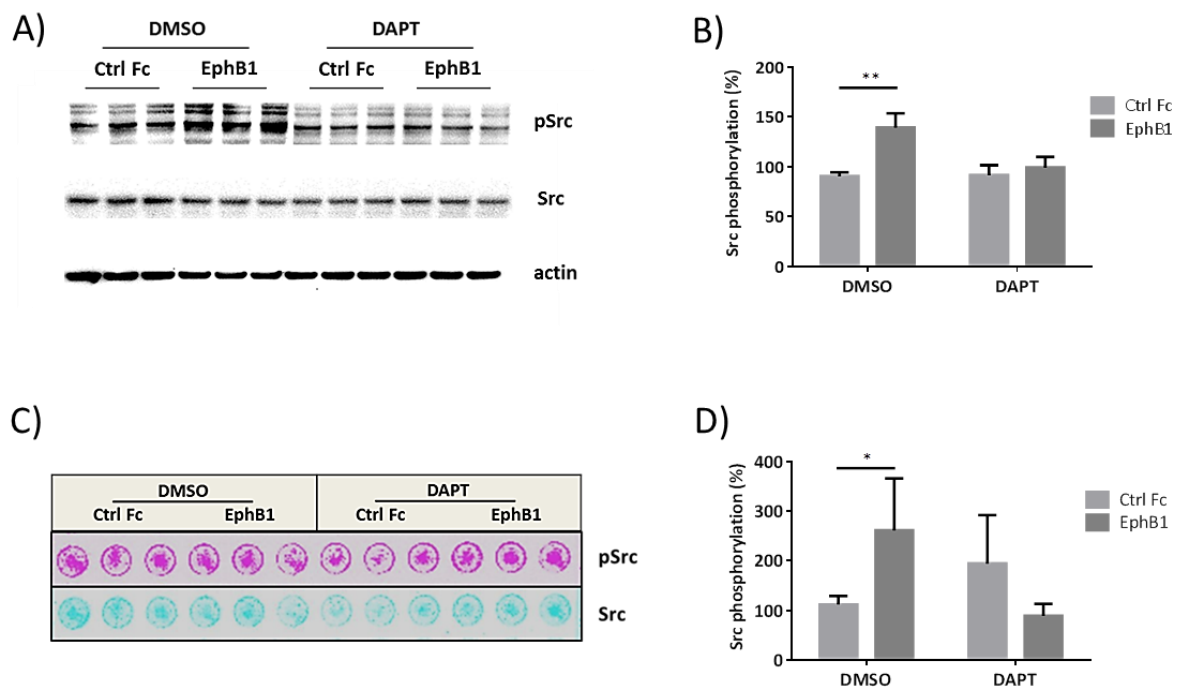 A)
DMSO DAPT
Ctrl Fc EphB1 Ctrl Fc EphB1
pSrc
Src
actin
B)
Src phosphorylation (%)
200
150
100
50
0
**
DMSO DAPT
Ctrl Fc
EphB1
C)
DMSO DAPT
Ctrl Fc EphB1 Ctrl Fc EphB1
pSrc
Src
D)
Src phosphorylation (%)
400
300
200
100
0
*
DMSO DAPT
Ctrl Fc
EphB1